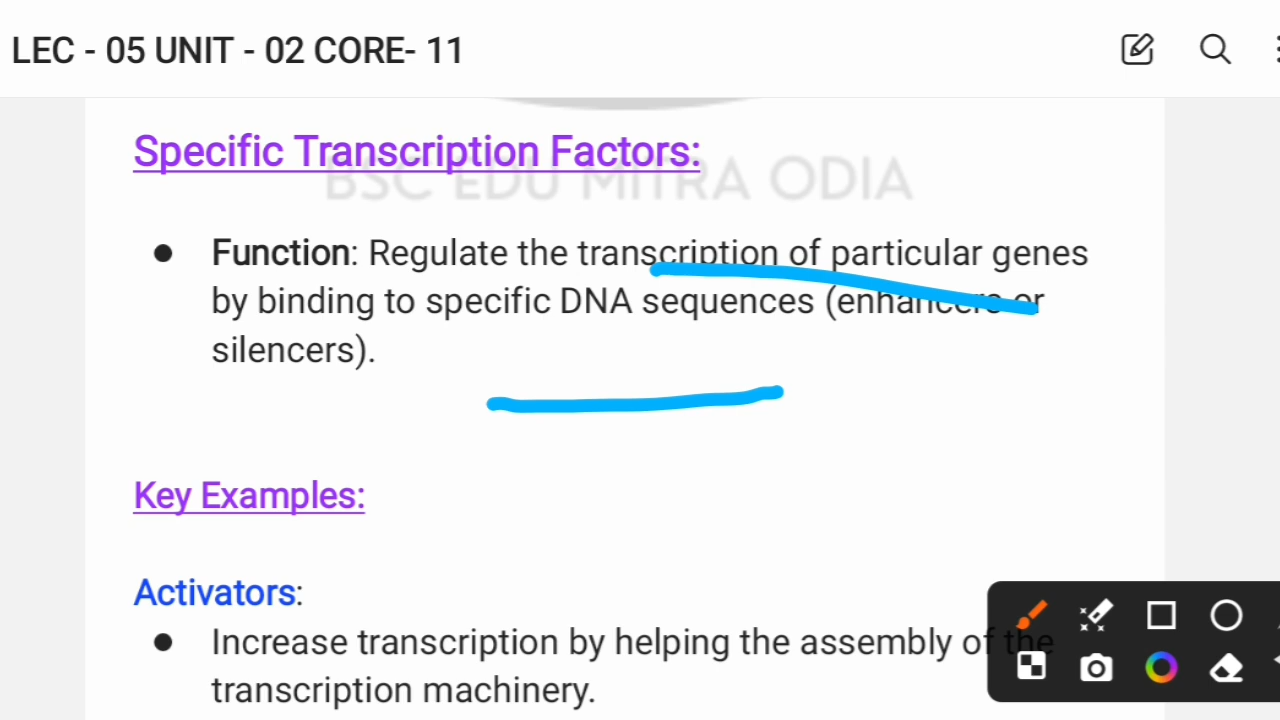 LEC - 05 UNIT - 02 CORE- 11
Specific Transcription Factors:
BSC EDU MITRA ODIA
● Function: Regulate the transcription of particular genes
by binding to specific DNA sequences (enhancers or
silencers).
Key Examples:
Activators:
● Increase transcription by helping the assembly of the
transcription machinery.